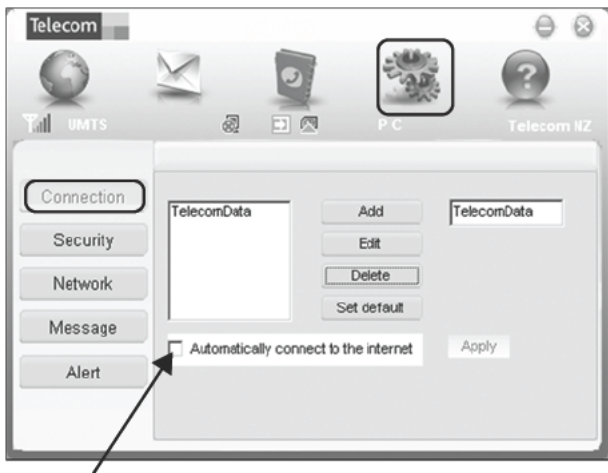 Telecom
UMTS
P C
Telecom NZ
Connection
Security
Network
Message
Alert
TelecomData
Add
Edit
Delete
Set default
TelecomData
Automatically connect to the internet
Apply